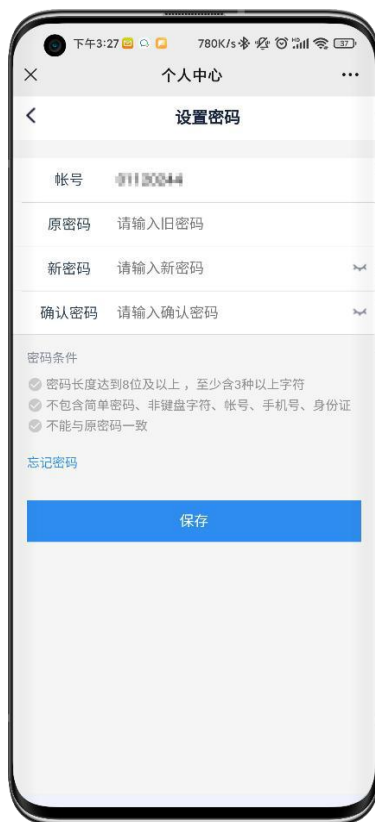 下午3:27
780K/s
37
个人中心
设置密码
帐号
原密码 请输入旧密码
新密码 请输入新密码
确认密码 请输入确认密码
密码条件
密码长度达到8位及以上，至少含3种以上字符
不包含简单密码、非键盘字符、帐号、手机号、身份证
不能与原密码一致
忘记密码
保存